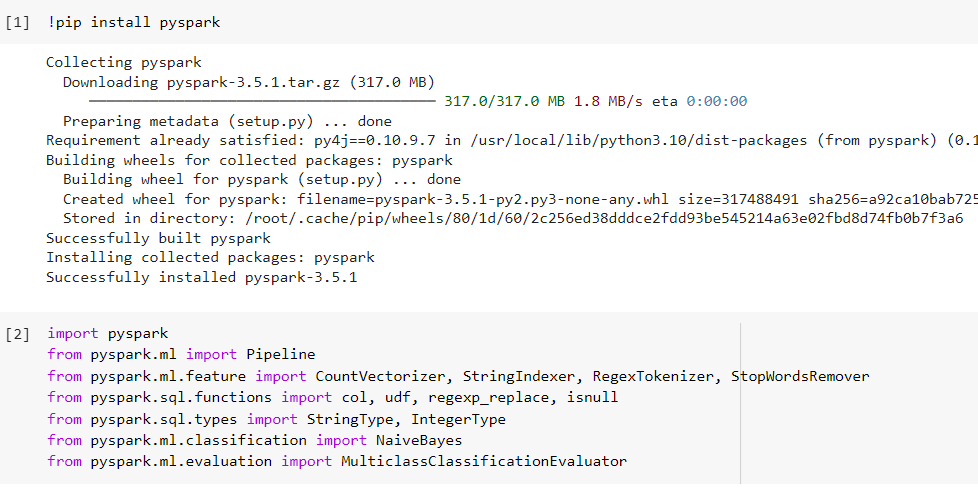 [1] !pip install pyspark
Collecting pyspark
Downloading pyspark-3.5.1.tar.gz (317.0 MB)
317.0/317.0 MB 1.8 MB/s eta 0:00:00
Preparing metadata (setup.py) ... done
Requirement already satisfied: py4j==0.10.9.7 in /usr/local/lib/python3.10/dist-packages (from pyspark) (0.1
Building wheels for collected packages: pyspark
Building wheel for pyspark (setup.py) ... done
Created wheel for pyspark: filename=pyspark-3.5.1-py2.py3-none-any.whl size=317488491 sha256=a92ca10bab725
Stored in directory: /root/.cache/pip/wheels/80/1d/60/2c256ed38dddce2fdd93be545214a63e02fbd8d74fb0b7f3a6
Successfully built pyspark
Installing collected packages: pyspark
Successfully installed pyspark-3.5.1
[2] import pyspark
from pyspark.ml import Pipeline
from pyspark.ml.feature import CountVectorizer, StringIndexer, RegexTokenizer, StopWordsRemover
from pyspark.sql.functions import col, udf, regexp_replace, isnull
from pyspark.sql.types import StringType, IntegerType
from pyspark.ml.classification import NaiveBayes
from pyspark.ml.evaluation import MulticlassClassificationEvaluator